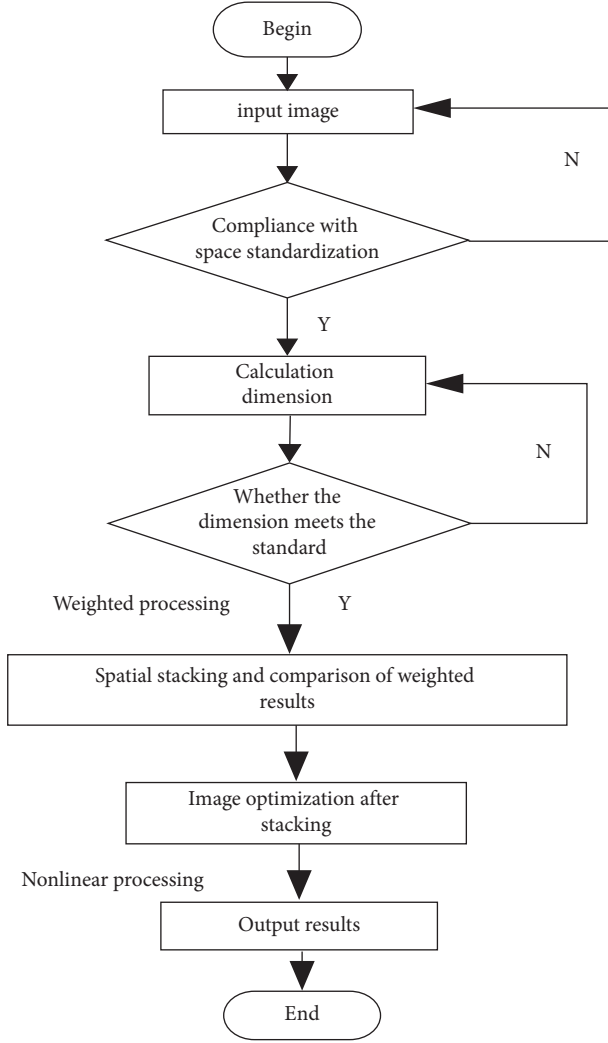 Begin
input image
N
Compliance with
space standardization
Y
Calculation
dimension
N
Whether the
dimension meets the
standard
Weighted processing
Y
Spatial stacking and comparison of weighted
results
Image optimization after
stacking
Nonlinear processing
Output results
End